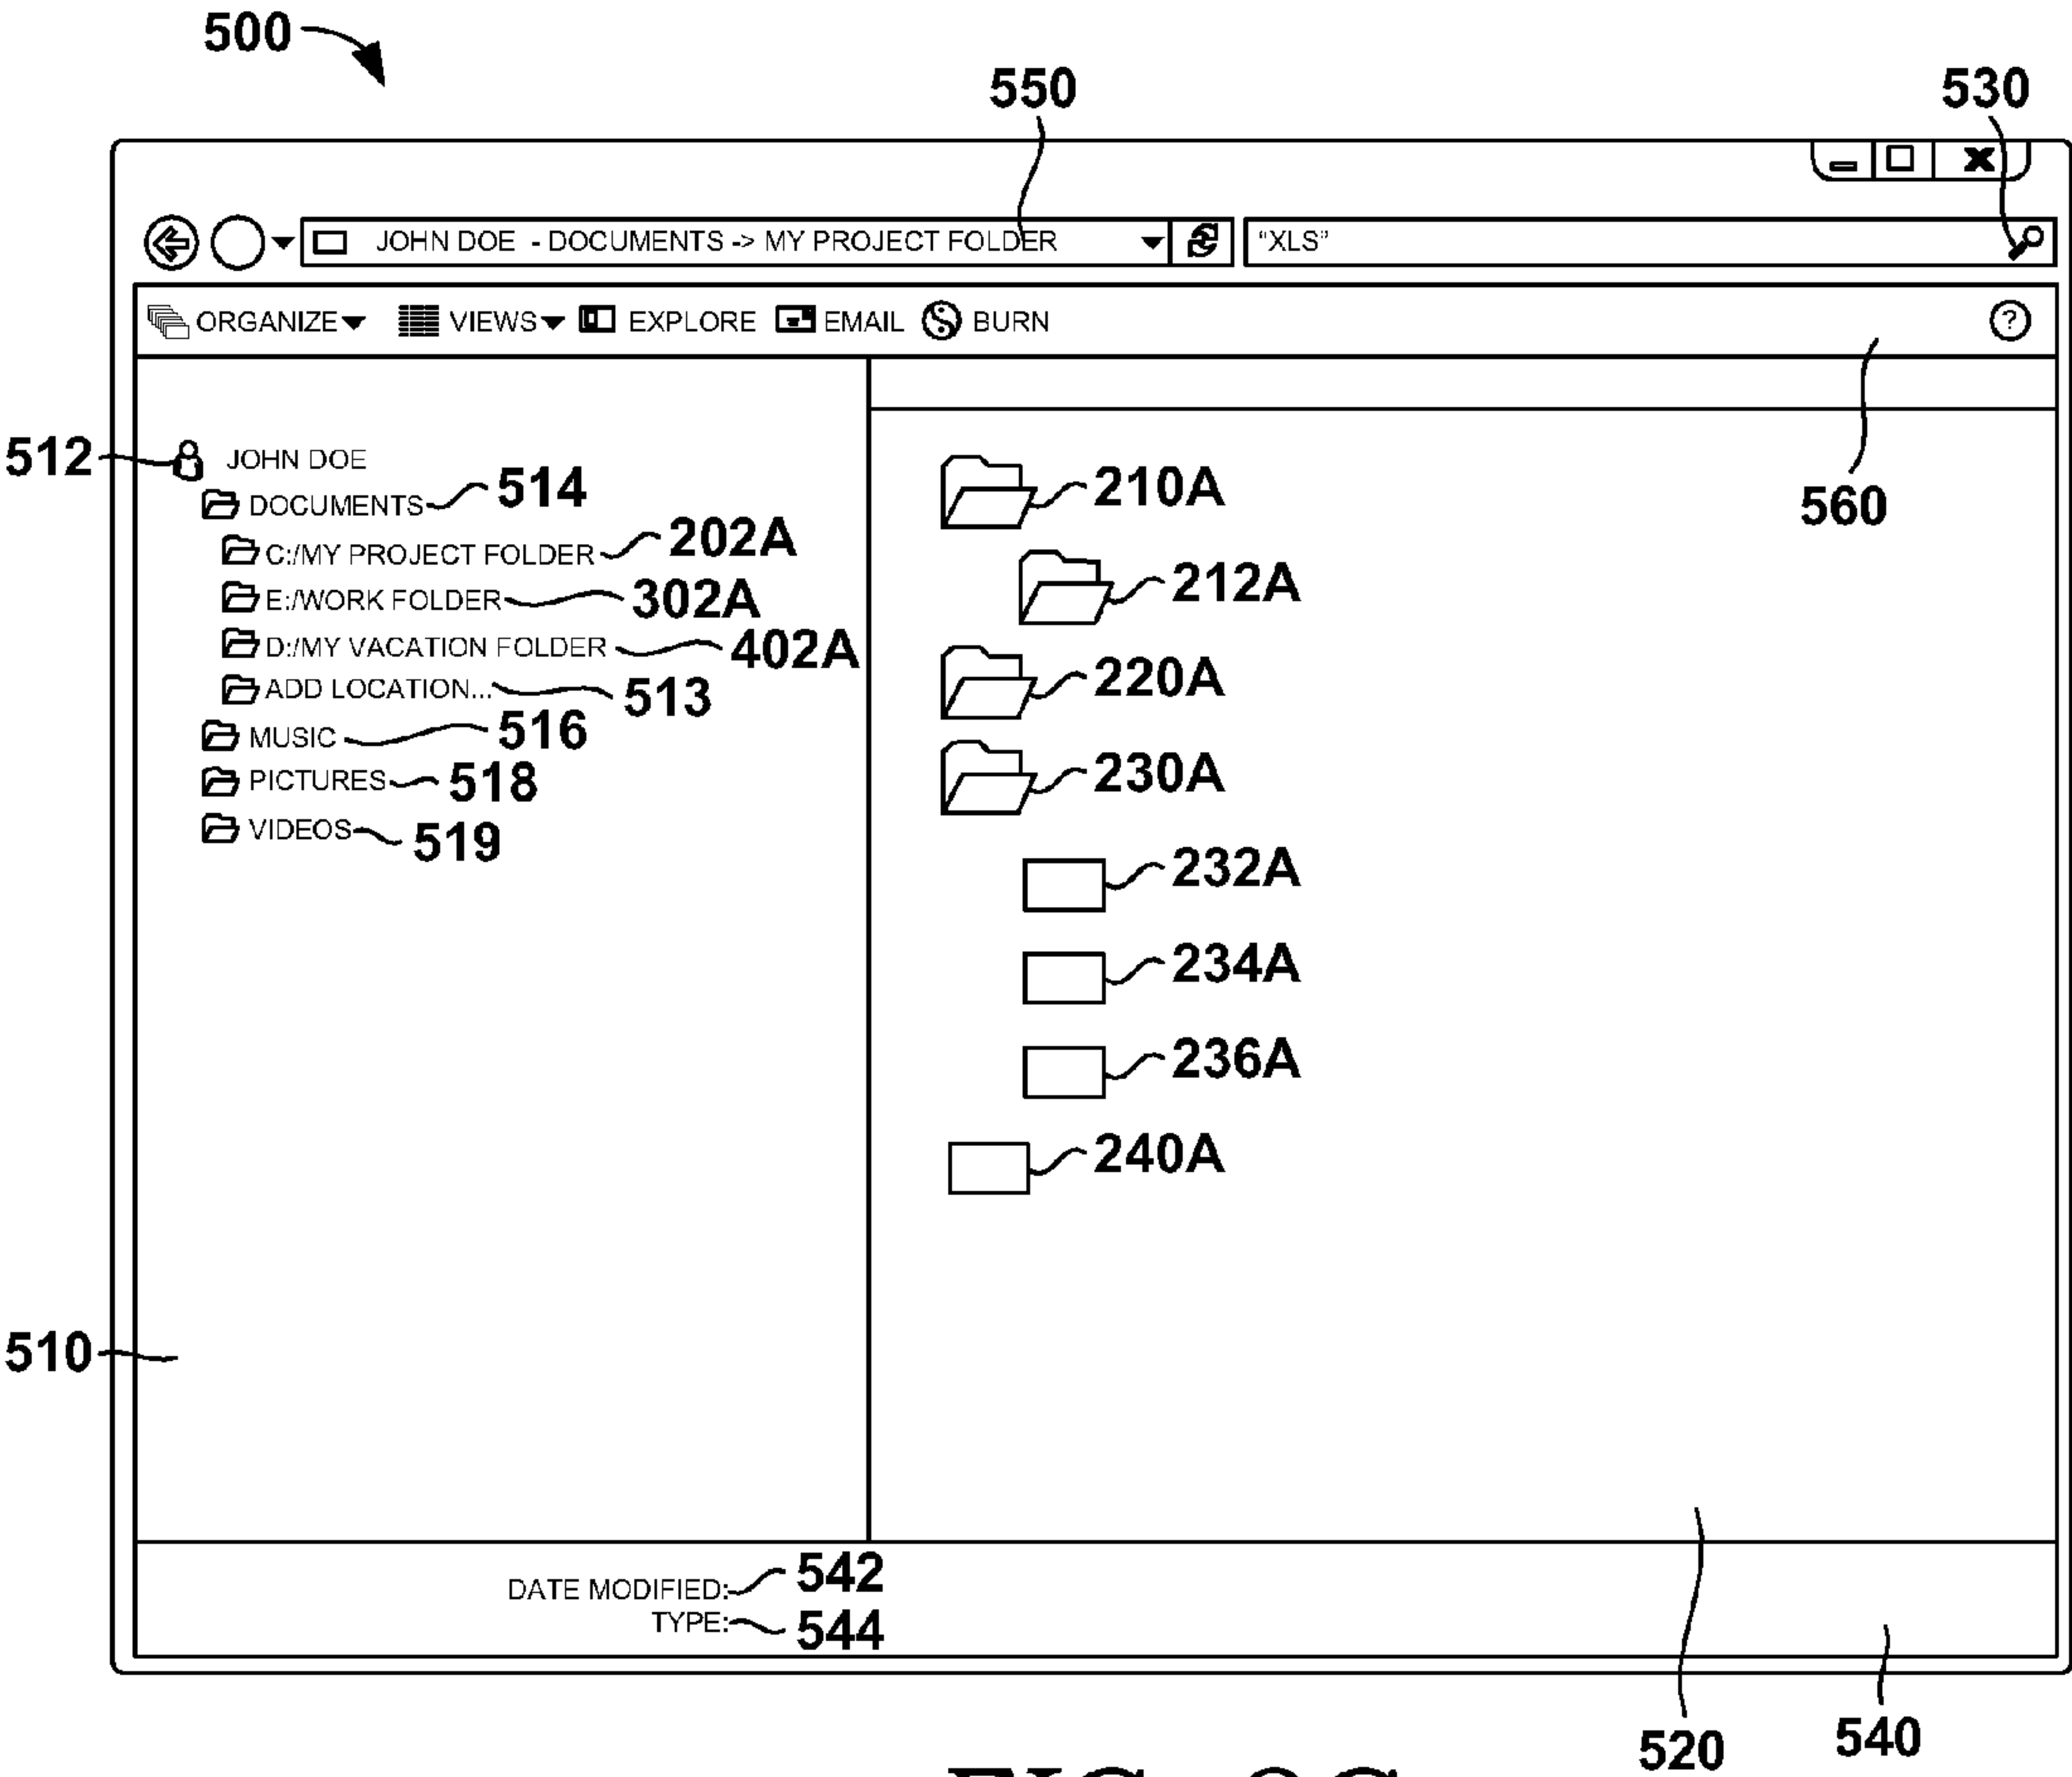 500
550
530
JOHN DOE - DOCUMENTS -> MY PROJECT FOLDER
"XLS"
ORGANIZE VIEWS EXPLORE EMAIL BURN ?
560
512 JOHN DOE
DOCUMENTS 514
C:/MY PROJECT FOLDER 202A
E:/WORK FOLDER 302A
D:/MY VACATION FOLDER 402A
ADD LOCATION... 513
MUSIC 516
PICTURES 518
VIDEOS 519
510
210A
212A
220A
230A
232A
234A
236A
240A
DATE MODIFIED: 542
TYPE: 544
520
540